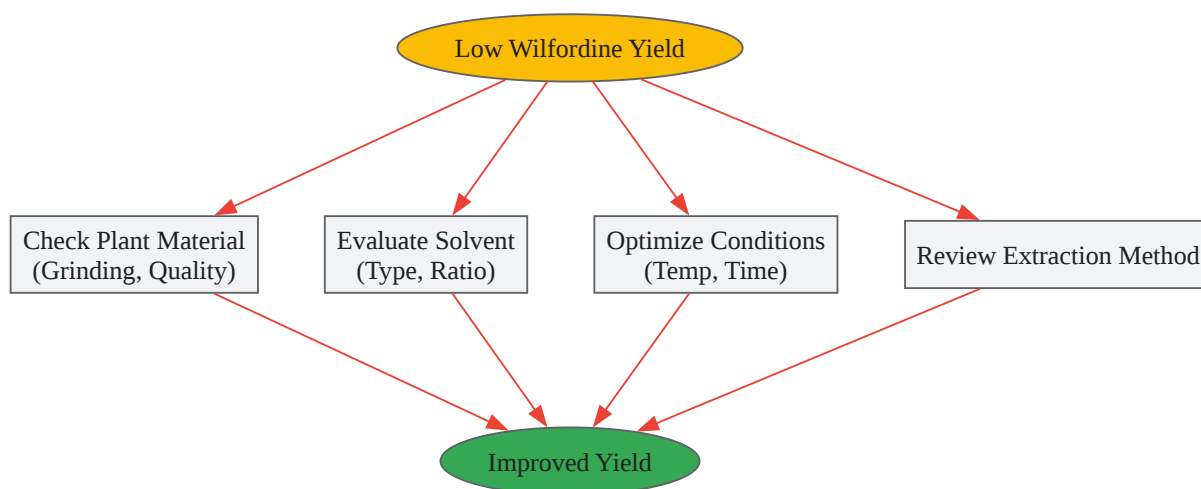 Low Wilfordine Yield
Check Plant Material
(Grinding, Quality)
Evaluate Solvent
(Type, Ratio)
Optimize Conditions
(Temp, Time)
Review Extraction Method
Improved Yield